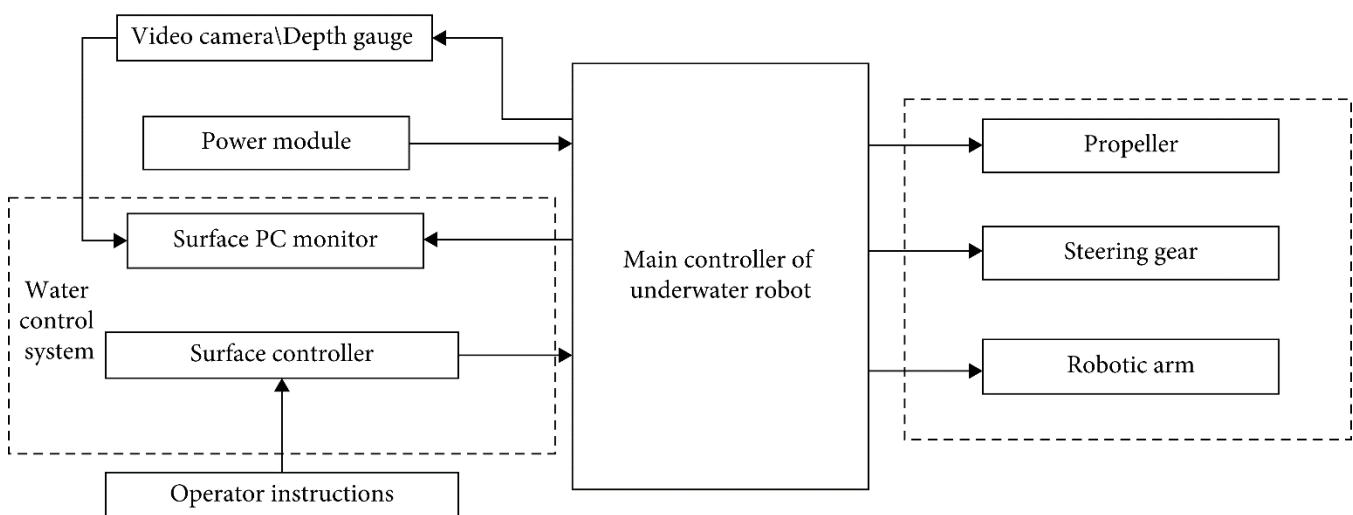 Video camera\Depth gauge
Power module
Surface PC monitor
Water
control
system
Surface controller
Operator instructions
Main controller of
underwater robot
Propeller
Steering gear
Robotic arm